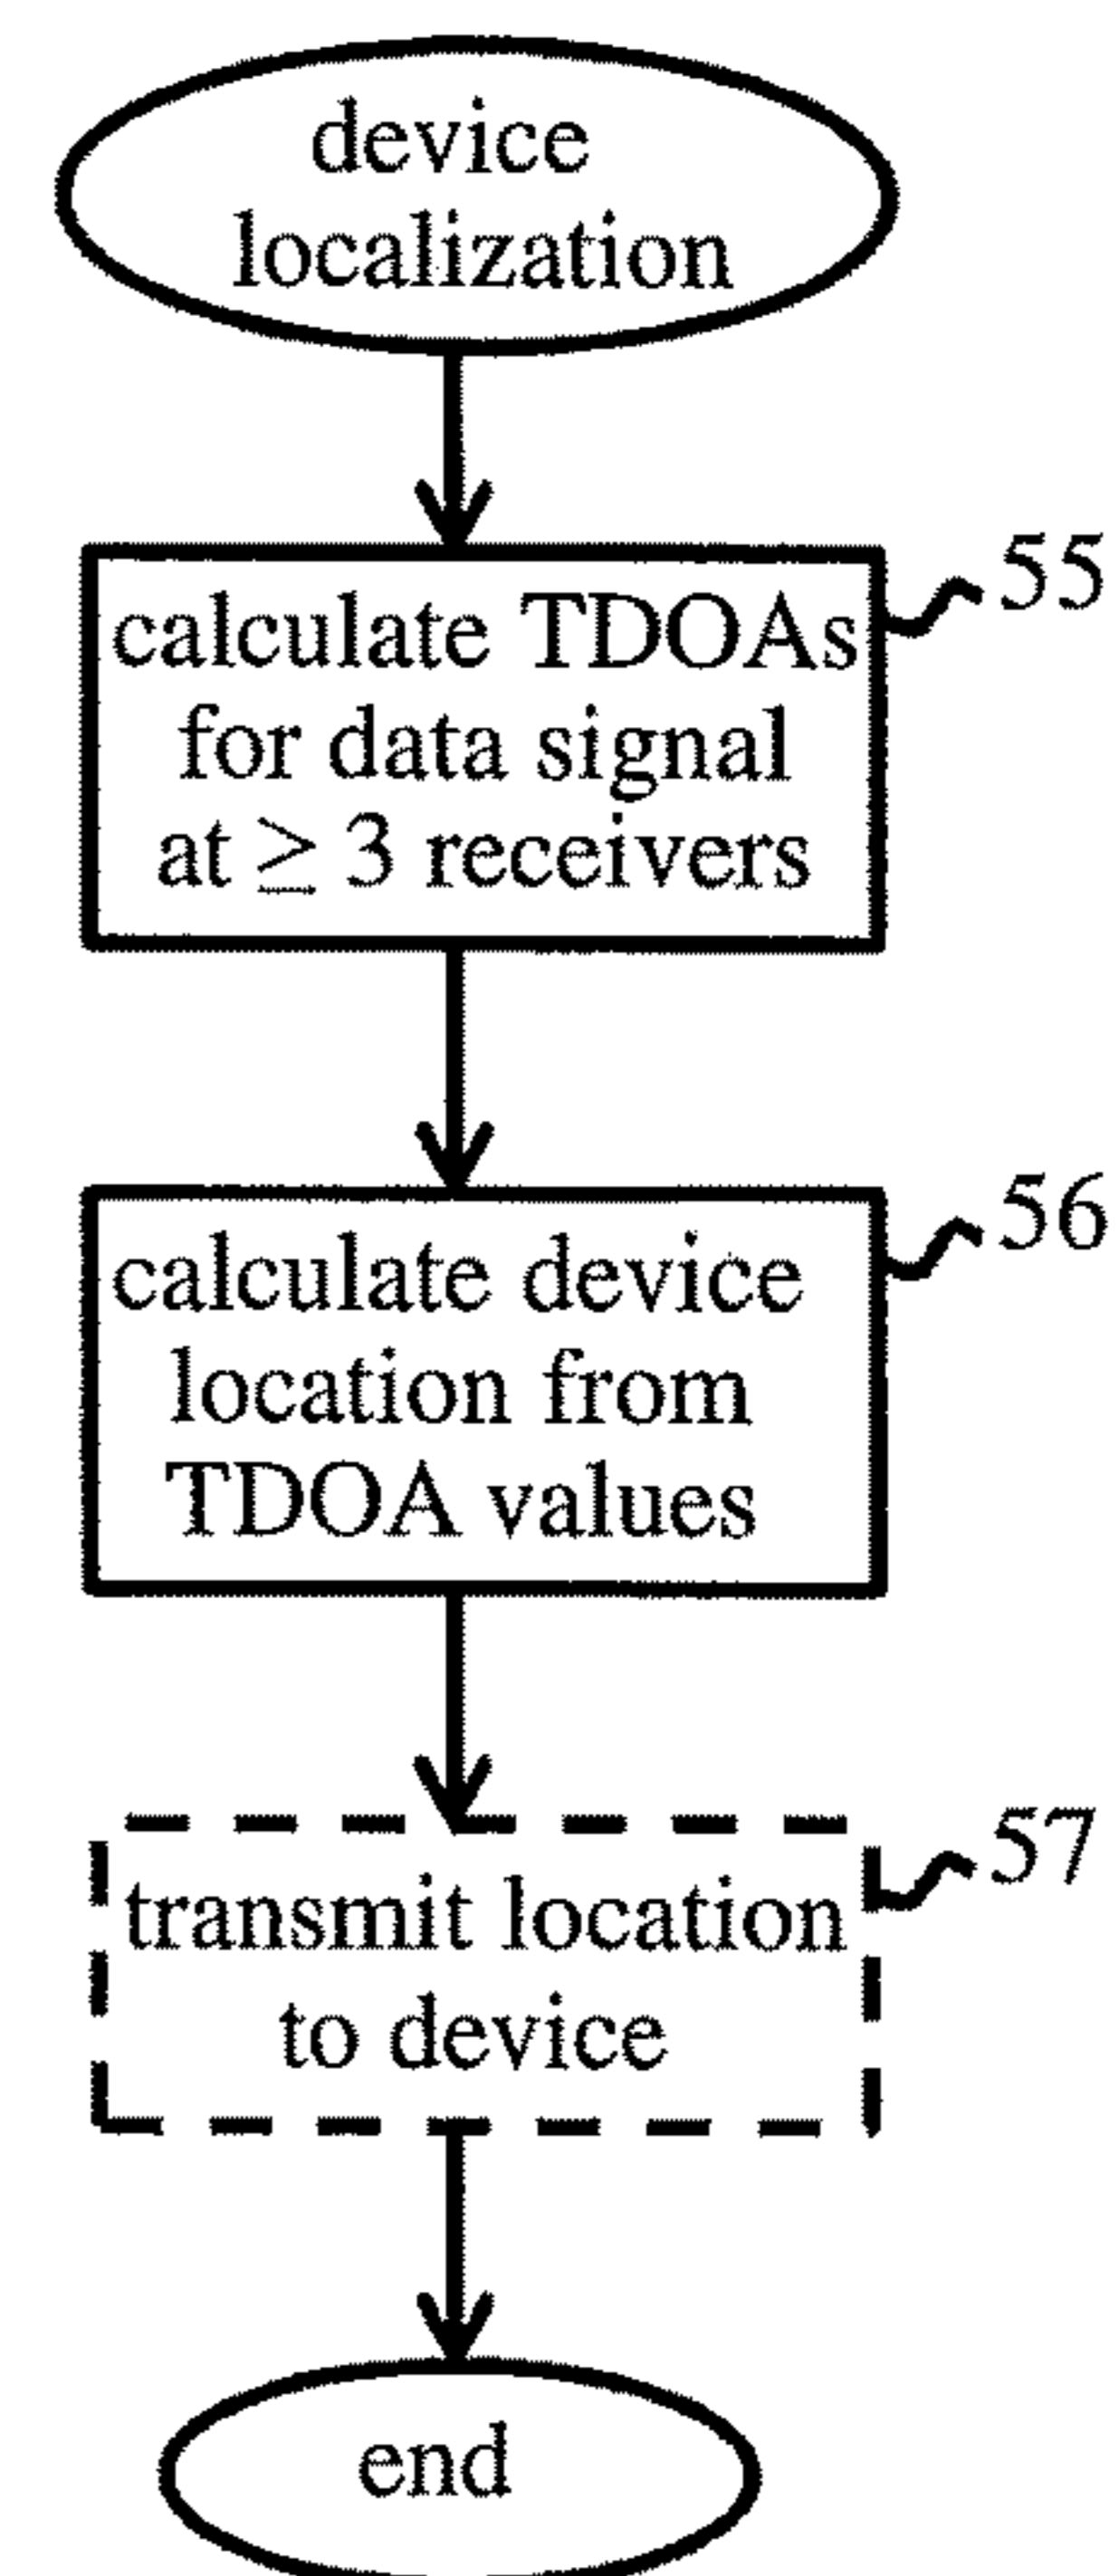 device
localization
calculate TDOAs
for data signal
at ≥ 3 receivers
55
calculate device
location from
TDOA values
56
transmit location
to device
57
end